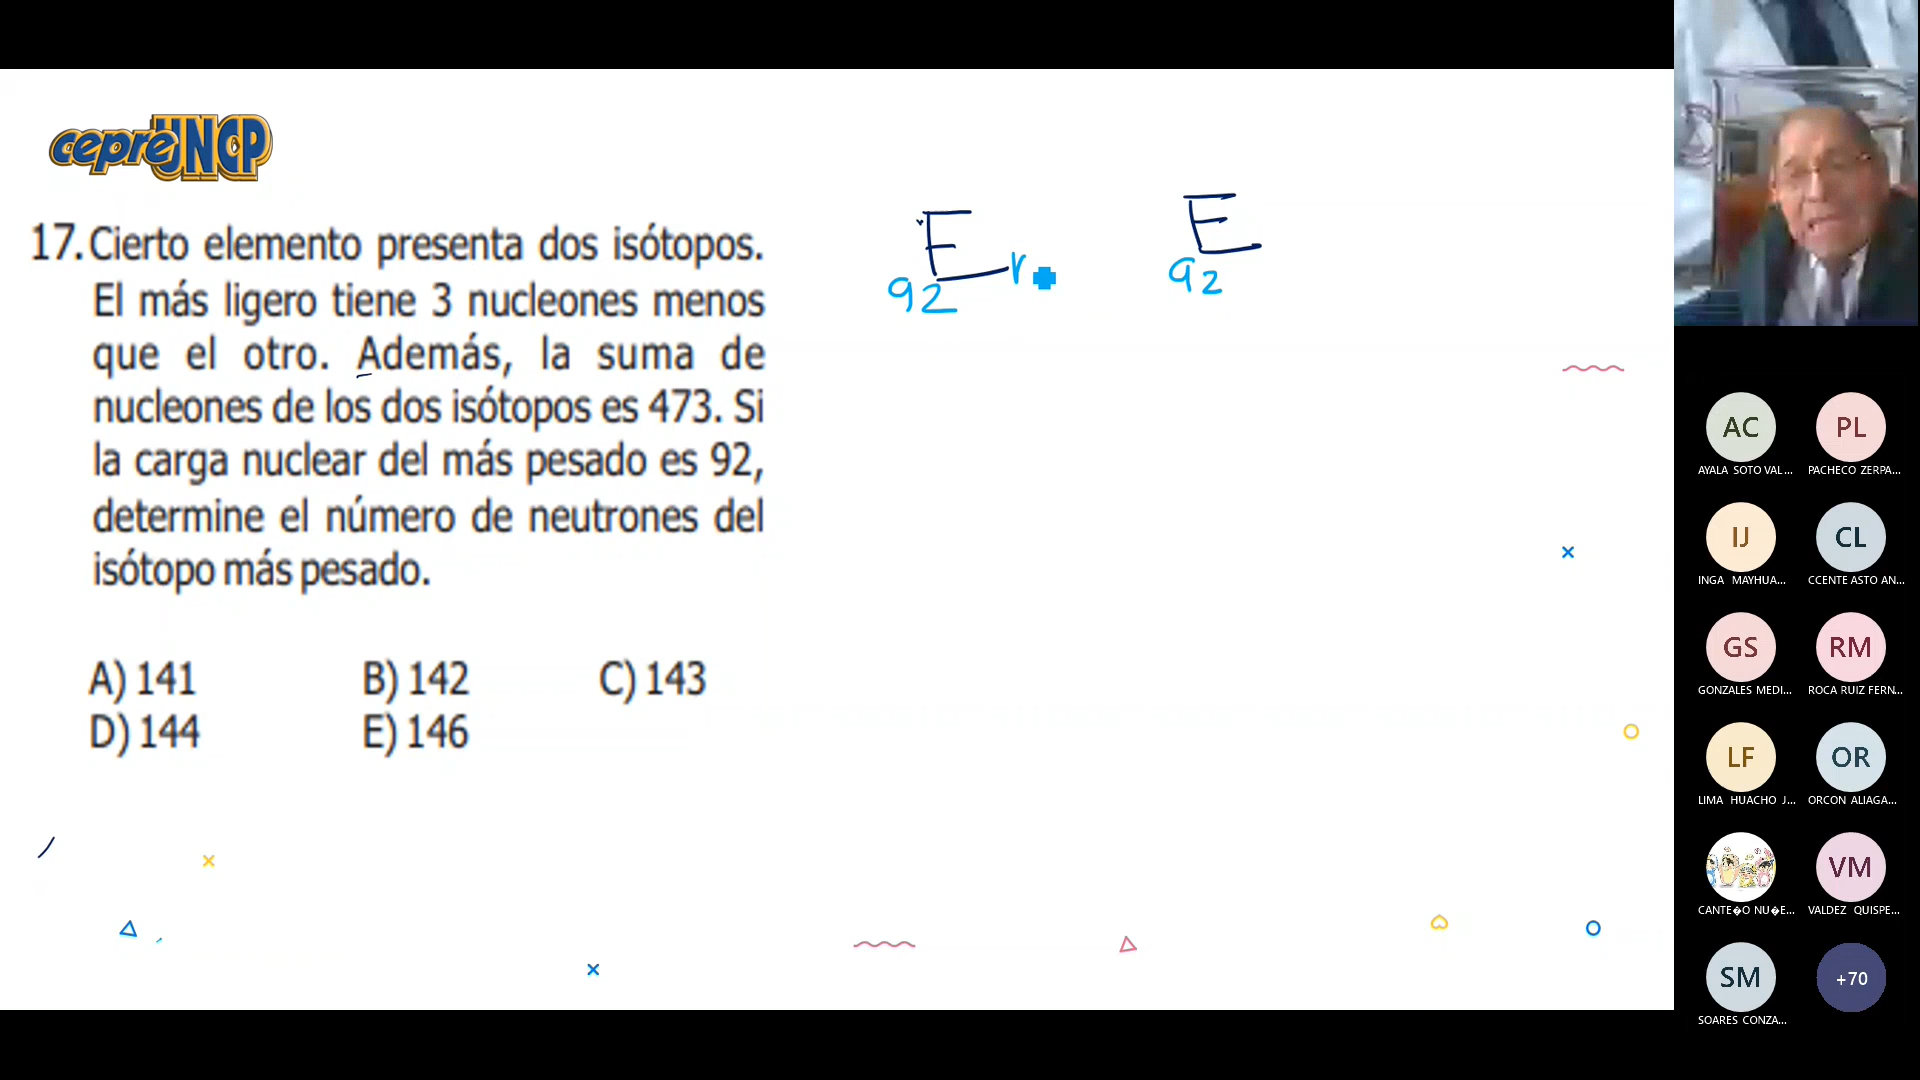 cepreUNCP
17. Cierto elemento presenta dos isótopos.
El más ligero tiene 3 nucleones menos
que el otro. Además, la suma de
nucleones de los dos isótopos es 473. Si
la carga nuclear del más pesado es 92,
determine el número de neutrones del
isótopo más pesado.
A) 141 B) 142 C) 143
D) 144 E) 146
E E
92 r 92
AC PL
AYALA SOTO VAL... PACHECO ZERPA...
IJ CL
INGA MAYHUA... CCENTE ASTO AN...
GS RM
GONZALES MEDI... ROCA RUIZ FERN...
LF OR
LIMA HUACHO J... ORCON ALIAGA...
VM
CANTE�O NU�E... VALDEZ QUISPE...
SM +70
SOARES CONZA...